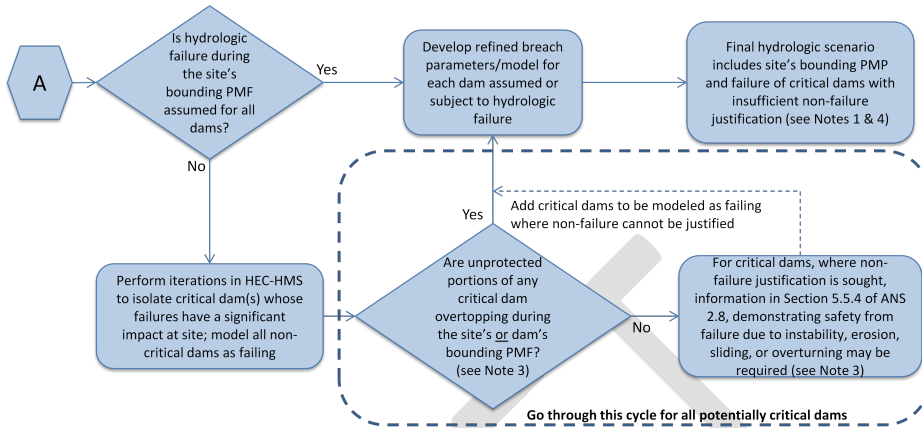 A
Is
hydrologic
failure during
the site's
bounding PMF
assumed for all
dams?
Yes
Develop refined breach
parameters/model for
each dam assumed or
subject to hydrologic
failure
Final hydrologic scenario
includes site's bounding PMP
and failure of critical dams with
insufficient non-failure
justification (see Notes 1 & 4)
No
Perform iterations in HEC-HMS
to isolate critical dam(s) whose
failures have a significant
impact at site; model all non-
critical dams as failing
Yes
Add critical dams to be modeled as failing
where non-failure cannot be justified
Are unprotected
portions of any
critical dam
overtopping during
the site's or dam's
bounding PMF?
(see Note 3)
No
For critical dams, where non-
failure justification is sought,
information in Section 5.5.4 of ANS
2.8, demonstrating safety from
failure due to instability, erosion,
sliding, or overturning may be
required (see Note 3)
Go through this cycle for all potentially critical dams